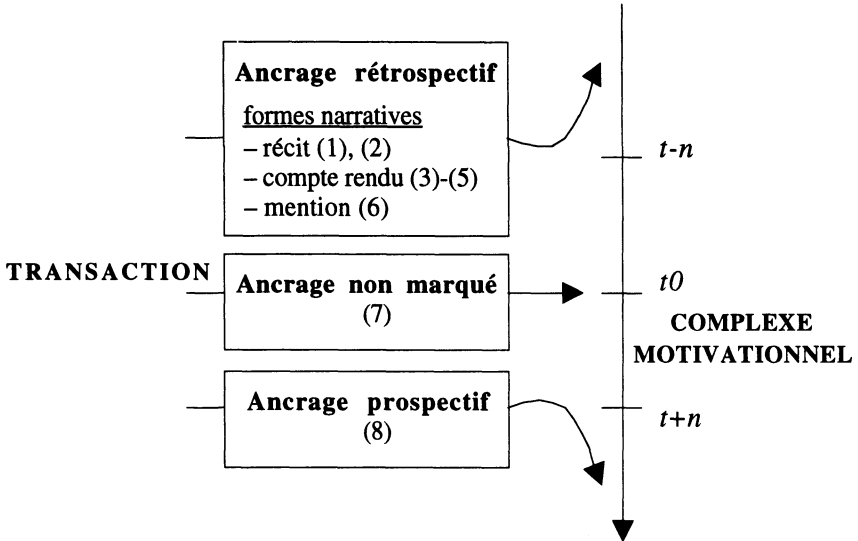 Ancrage rétrospectif
formes narratives
– récit (1), (2)
– compte rendu (3)-(5)
– mention (6)
t-n
TRANSACTION
Ancrage non marqué
(7)
t0
COMPLEXE
MOTIVATIONNEL
Ancrage prospectif
(8)
t+n